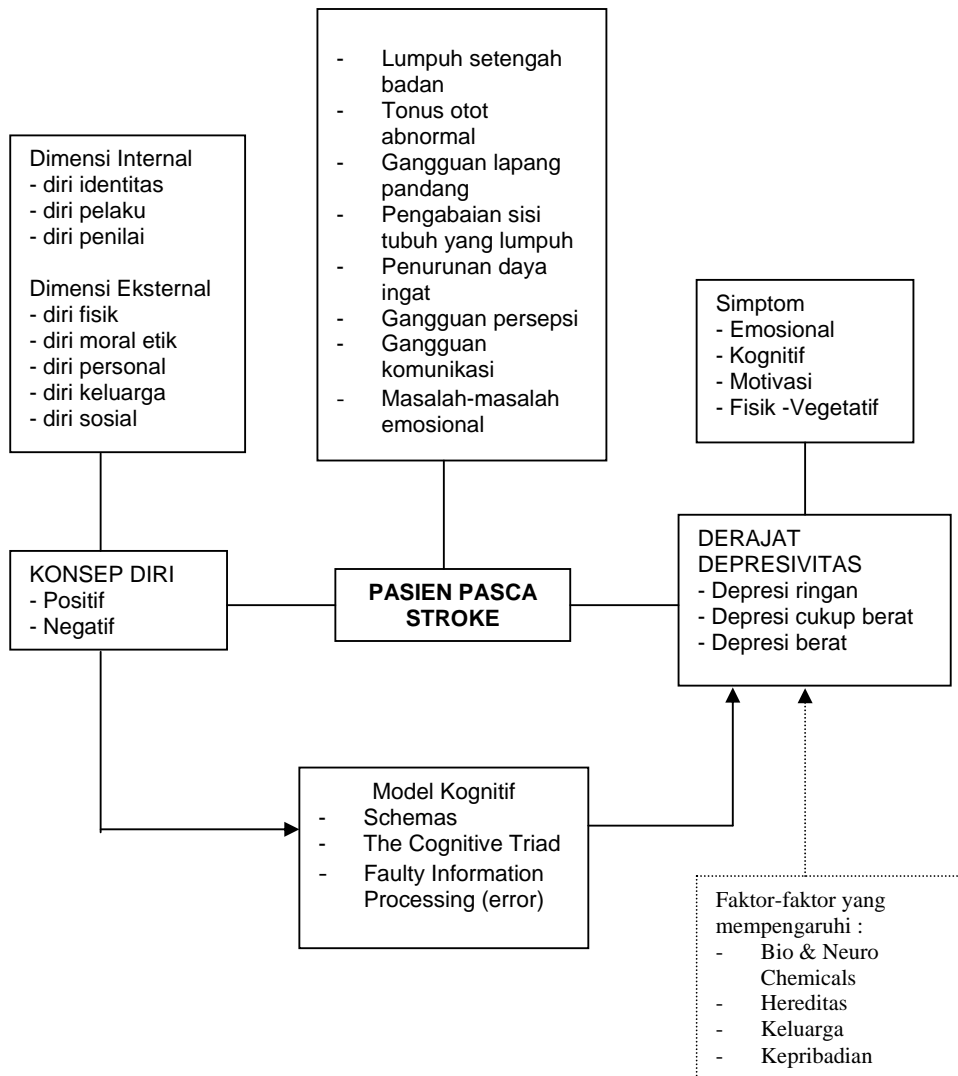 - Lumpuh setengah
badan
- Tonus otot
abnormal
- Gangguan lapang
pandang
- Pengabaian sisi
tubuh yang lumpuh
- Penurunan daya
ingat
- Gangguan persepsi
- Gangguan
komunikasi
- Masalah-masalah
emosional
Dimensi Internal
- diri identitas
- diri pelaku
- diri penilai
Dimensi Eksternal
- diri fisik
- diri moral etik
- diri personal
- diri keluarga
- diri sosial
Simptom
- Emosional
- Kognitif
- Motivasi
- Fisik -Vegetatif
KONSEP DIRI
- Positif
- Negatif
PASIEN PASCA
STROKE
DERAJAT
DEPRESIVITAS
- Depresi ringan
- Depresi cukup berat
- Depresi berat
Model Kognitif
- Schemas
- The Cognitive Triad
- Faulty Information
Processing (error)
Faktor-faktor yang
mempengaruhi :
- Bio & Neuro
Chemicals
- Hereditas
- Keluarga
- Kepribadian